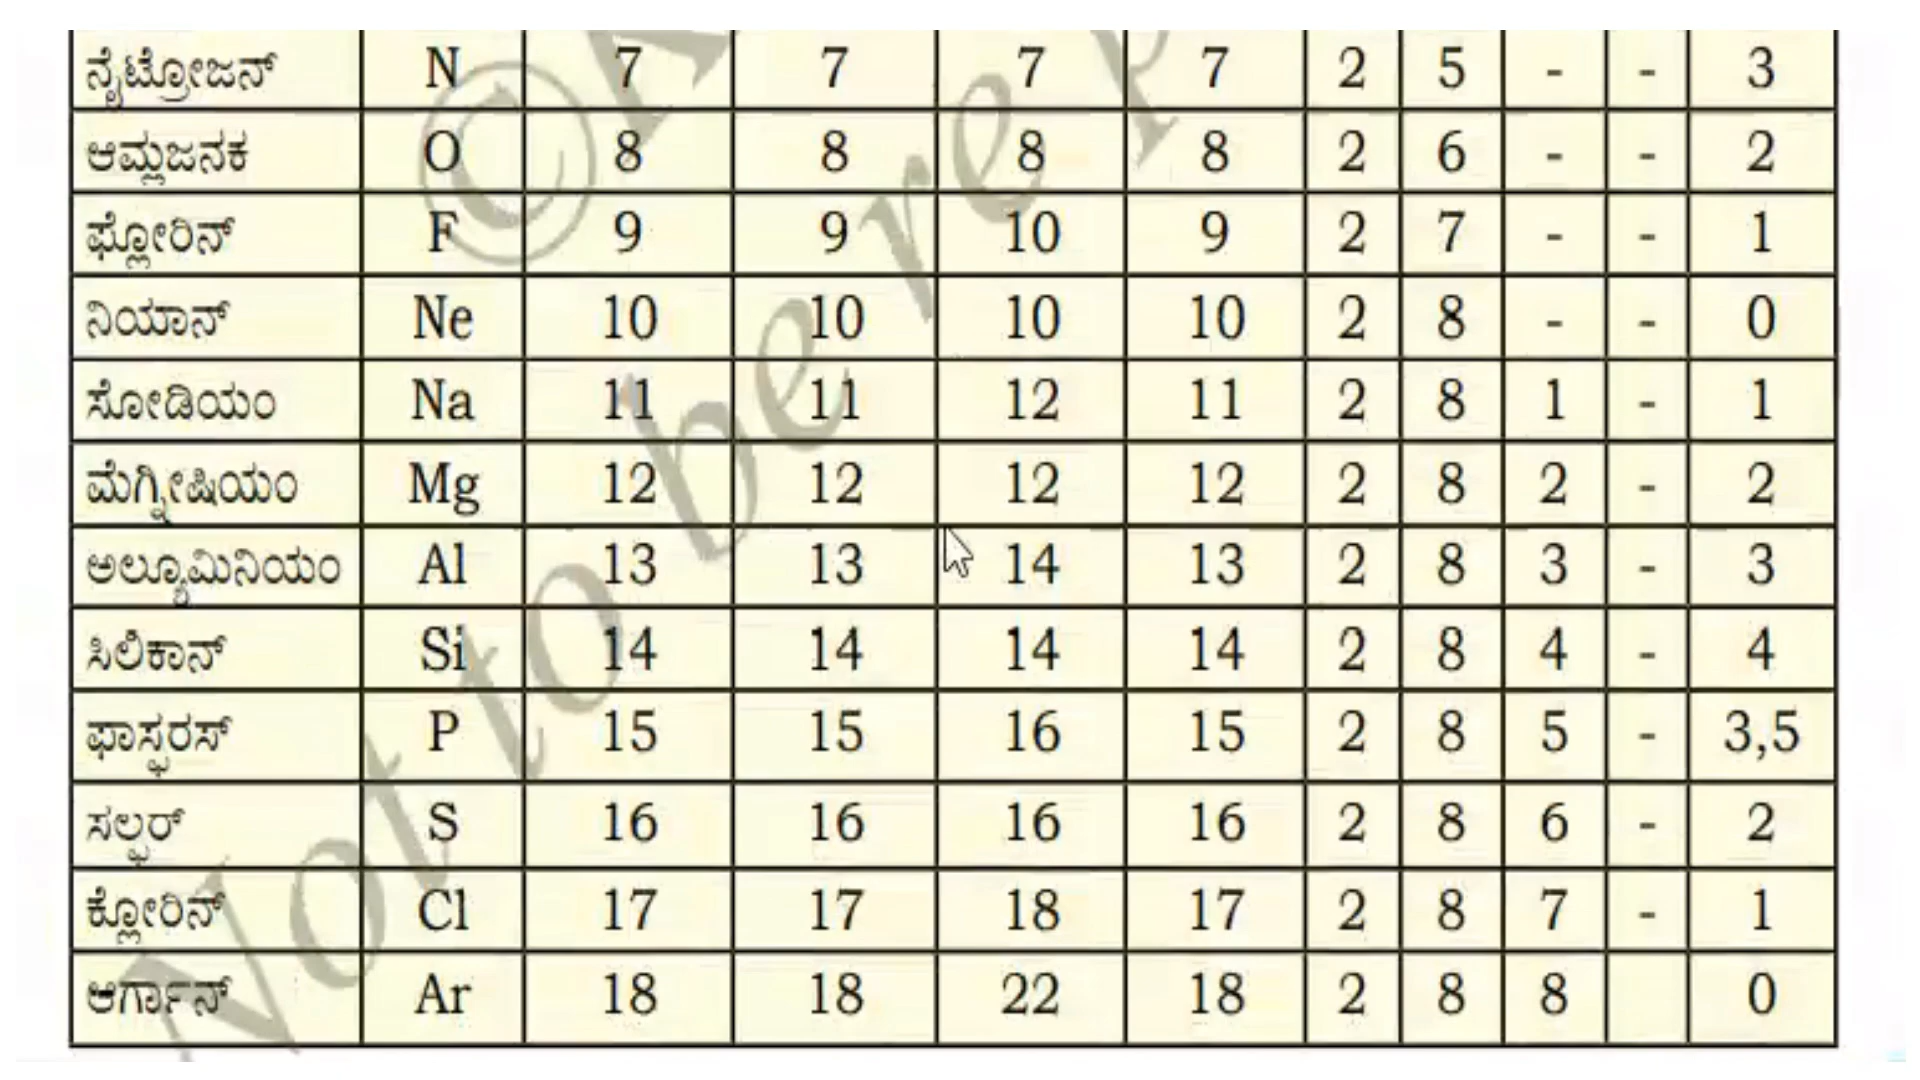 ನೈಟ್ರೋಜನ್ N 7 7 7 7 2 5 - - 3
ಆಮ್ಲಜನಕ O 8 8 8 8 2 6 - - 2
ಫ್ಲೋರಿನ್ F 9 9 10 9 2 7 - - 1
ನಿಯಾನ್ Ne 10 10 10 10 2 8 - - 0
ಸೋಡಿಯಂ Na 11 11 12 11 2 8 1 - 1
ಮೆಗ್ನೀಷಿಯಂ Mg 12 12 12 12 2 8 2 - 2
ಅಲ್ಯೂಮಿನಿಯಂ Al 13 13 14 13 2 8 3 - 3
ಸಿಲಿಕಾನ್ Si 14 14 14 14 2 8 4 - 4
ಫಾಸ್ಫರಸ್ P 15 15 16 15 2 8 5 - 3,5
ಸಲ್ಫರ್ S 16 16 16 16 2 8 6 - 2
ಕ್ಲೋರಿನ್ Cl 17 17 18 17 2 8 7 - 1
ಆರ್ಗಾನ್ Ar 18 18 22 18 2 8 8 0
Not to be rep